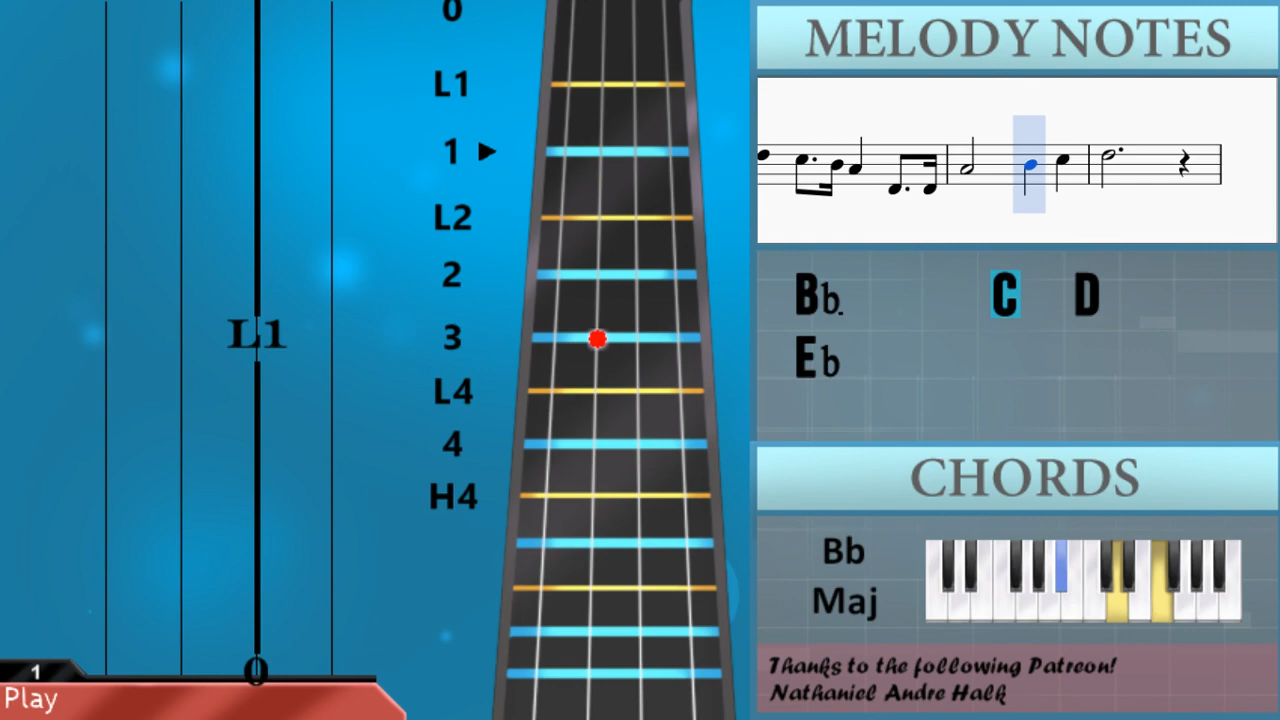 0
L1
1
L2
2
3
L4
4
H4
L1
0
1
Play
MELODY NOTES
Bb. C D
Eb
CHORDS
Bb
Maj
Thanks to the following Patreon!
Nathaniel Andre Halk